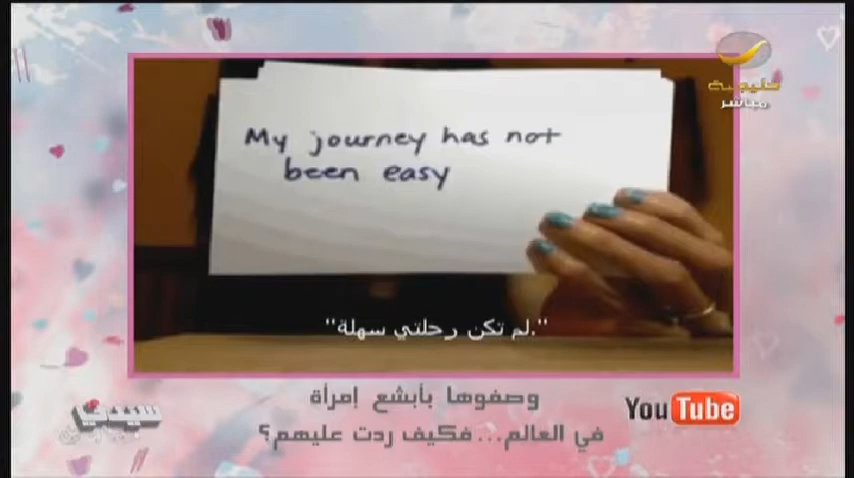 خليجية
مباشر
My journey has not
been easy
"لم تكن رحلتي سهلة."
وصفوها بأبشع إمرأة
في العالم...فكيف ردت عليهم؟
YouTube